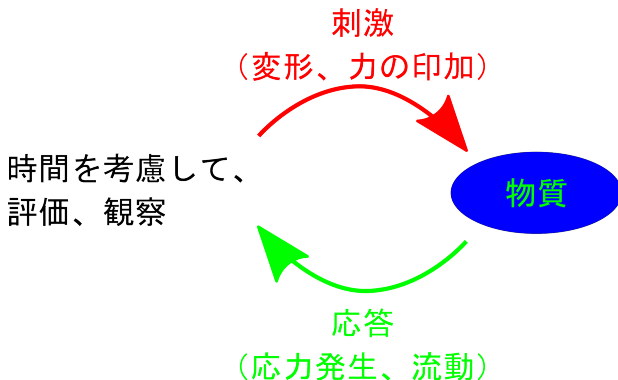 刺激
（変形、力の印加）
時間を考慮して、
評価、観察
物質
応答
（応力発生、流動）